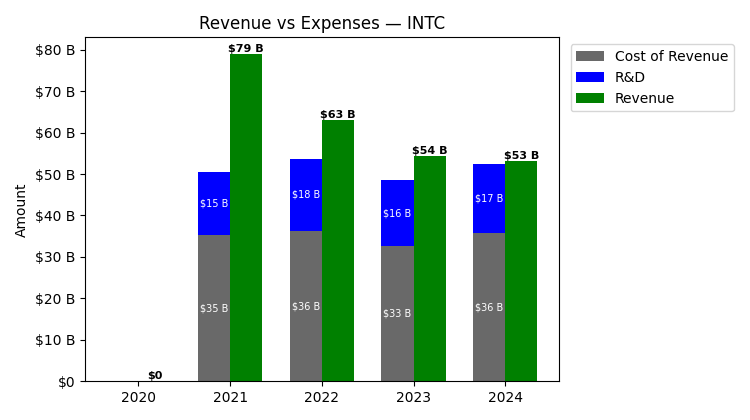 Revenue vs Expenses — INTC
Cost of Revenue
R&D
Revenue
Amount
$80 B
$70 B
$60 B
$50 B
$40 B
$30 B
$20 B
$10 B
$0
$0
$79 B
$15 B
$35 B
$63 B
$18 B
$36 B
$54 B
$16 B
$33 B
$53 B
$17 B
$36 B
2020
2021
2022
2023
2024